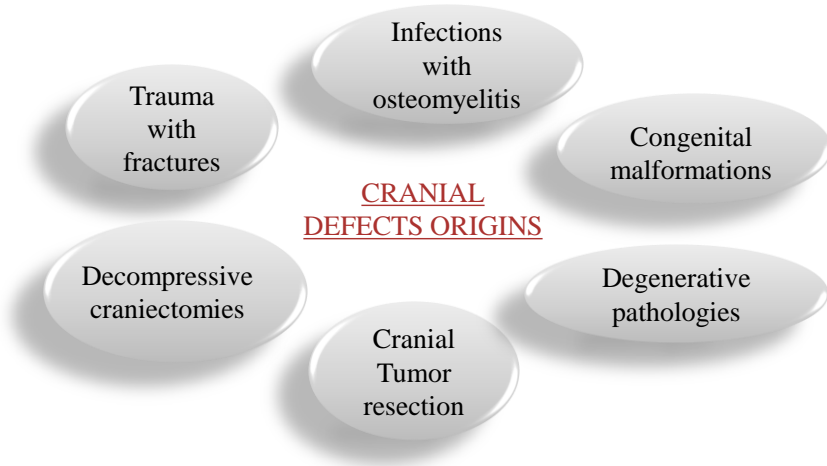 Infections
with
osteomyelitis
Trauma
with
fractures
Congenital
malformations
CRANIAL
DEFECTS ORIGINS
Decompressive
craniectomies
Degenerative
pathologies
Cranial
Tumor
resection